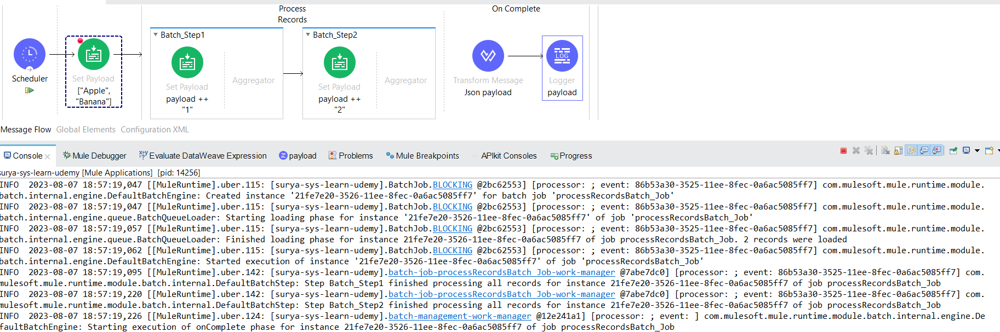 Process
Records
On Complete
Batch_Step1
Batch_Step2
LOG
Scheduler
Set Payload
["Apple",
"Banana"]
Set Payload
payload ++
"1"
Aggregator
Set Payload
payload ++
"2"
Aggregator
Transform Message
Json payload
Logger
payload
Message Flow Global Elements Configuration XML
Console Mule Debugger x+y Evaluate DataWeave Expression payload Problems Mule Breakpoints APIkit Consoles Progress
surya-sys-learn-udemy [Mule Applications] [pid: 14256]
INFO 2023-08-07 18:57:19,047 [[MuleRuntime].uber.115: [surya-sys-learn-udemy].BatchJob.BLOCKING @2bc62553] [processor: ; event: 86b53a30-3525-11ee-8fec-0a6ac5085ff7] com.mulesoft.mule.runtime.module.
batch.internal.engine.DefaultBatchEngine: Created instance '21fe7e20-3526-11ee-8fec-0a6ac5085ff7' for batch job 'processRecordsBatch_Job'
INFO 2023-08-07 18:57:19,047 [[MuleRuntime].uber.115: [surya-sys-learn-udemy].BatchJob.BLOCKING @2bc62553] [processor: ; event: 86b53a30-3525-11ee-8fec-0a6ac5085ff7] com.mulesoft.mule.runtime.module.
batch.internal.engine.queue.BatchQueueLoader: Starting loading phase for instance '21fe7e20-3526-11ee-8fec-0a6ac5085ff7' of job 'processRecordsBatch_Job'
INFO 2023-08-07 18:57:19,057 [[MuleRuntime].uber.115: [surya-sys-learn-udemy].BatchJob.BLOCKING @2bc62553] [processor: ; event: 86b53a30-3525-11ee-8fec-0a6ac5085ff7] com.mulesoft.mule.runtime.module.
batch.internal.engine.queue.BatchQueueLoader: Finished loading phase for instance 21fe7e20-3526-11ee-8fec-0a6ac5085ff7 of job processRecordsBatch_Job. 2 records were loaded
INFO 2023-08-07 18:57:19,062 [[MuleRuntime].uber.115: [surya-sys-learn-udemy].BatchJob.BLOCKING @2bc62553] [processor: ; event: 86b53a30-3525-11ee-8fec-0a6ac5085ff7] com.mulesoft.mule.runtime.module.
batch.internal.engine.DefaultBatchEngine: Started execution of instance '21fe7e20-3526-11ee-8fec-0a6ac5085ff7' of job 'processRecordsBatch_Job'
INFO 2023-08-07 18:57:19,095 [[MuleRuntime].uber.142: [surya-sys-learn-udemy].batch-job-processRecordsBatch_Job-work-manager @7abe7dc0] [processor: ; event: 86b53a30-3525-11ee-8fec-0a6ac5085ff7] com.
mulesoft.mule.runtime.module.batch.internal.DefaultBatchStep: Step Batch_Step1 finished processing all records for instance 21fe7e20-3526-11ee-8fec-0a6ac5085ff7 of job processRecordsBatch_Job
INFO 2023-08-07 18:57:19,220 [[MuleRuntime].uber.142: [surya-sys-learn-udemy].batch-job-processRecordsBatch_Job-work-manager @7abe7dc0] [processor: ; event: 86b53a30-3525-11ee-8fec-0a6ac5085ff7] com.
mulesoft.mule.runtime.module.batch.internal.DefaultBatchStep: Step Batch_Step2 finished processing all records for instance 21fe7e20-3526-11ee-8fec-0a6ac5085ff7 of job processRecordsBatch_Job
INFO 2023-08-07 18:57:19,226 [[MuleRuntime].uber.124: [surya-sys-learn-udemy].batch-management-work-manager @12e241a1] [processor: ; event: ] com.mulesoft.mule.runtime.module.batch.internal.engine.De
faultBatchEngine: Starting execution of onComplete phase for instance 21fe7e20-3526-11ee-8fec-0a6ac5085ff7 of job processRecordsBatch_Job